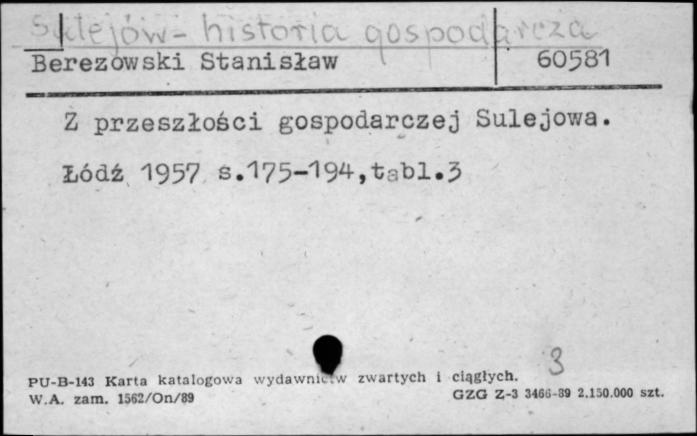 Sulejów - historia gospodarcza
Berezowski Stanisław 60581
Z przeszłości gospodarczej Sulejowa.
Łódź 1957 s.175-194,tabl.3
3
PU-B-143 Karta katalogowa wydawnictw zwartych i ciągłych.
W.A. zam. 1562/On/89 GZG Z-3 3466-89 2.150.000 szt.